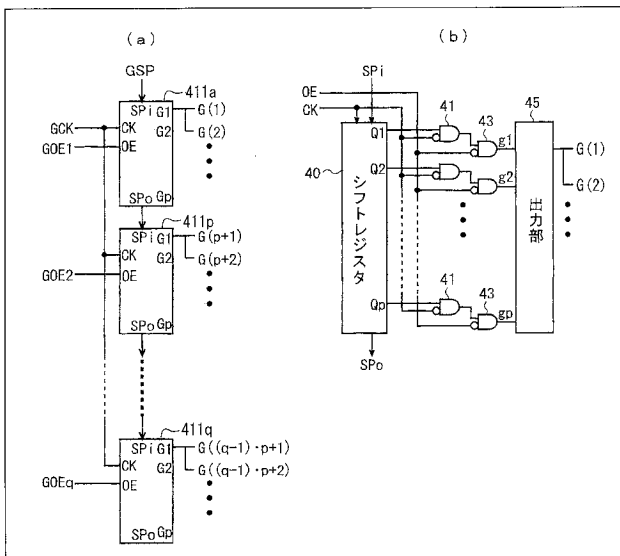 (a)
GSP
411a
SPi G1
G(1)
GCK
CK
G2
G(2)
GOE1
OE
SPo Gp
411p
SPi G1
G(p+1)
CK
G2
G(p+2)
GOE2
OE
SPo Gp
411q
SPi G1
G((q-1)·p+1)
CK
G2
G((q-1)·p+2)
GOEq
OE
SPo Gp
(b)
SPi
OE
CK
41
43
45
Q1
g1
G(1)
40
Q2
g2
G(2)
シフトレジスタ
出力部
41
43
Qp
gp
SPo